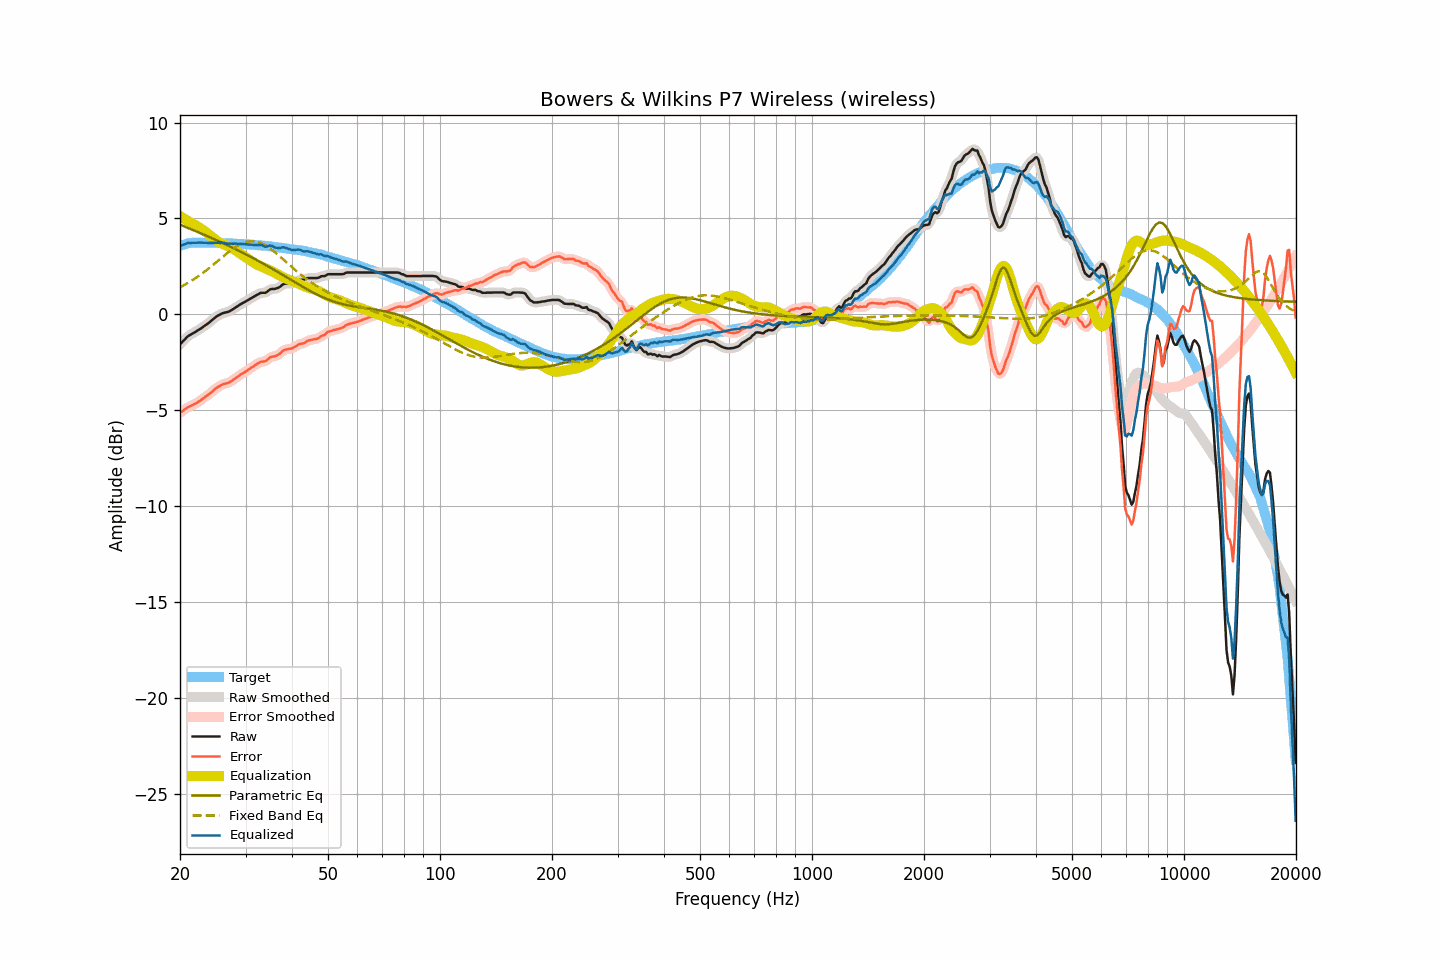 Bowers & Wilkins P7 Wireless (wireless)
10
5
0
−5
−10
−15
−20
−25
Amplitude (dBr)
Target
Raw Smoothed
Error Smoothed
Raw
Error
Equalization
Parametric Eq
Fixed Band Eq
Equalized
20 50 100 200 500 1000 2000 5000 10000 20000
Frequency (Hz)